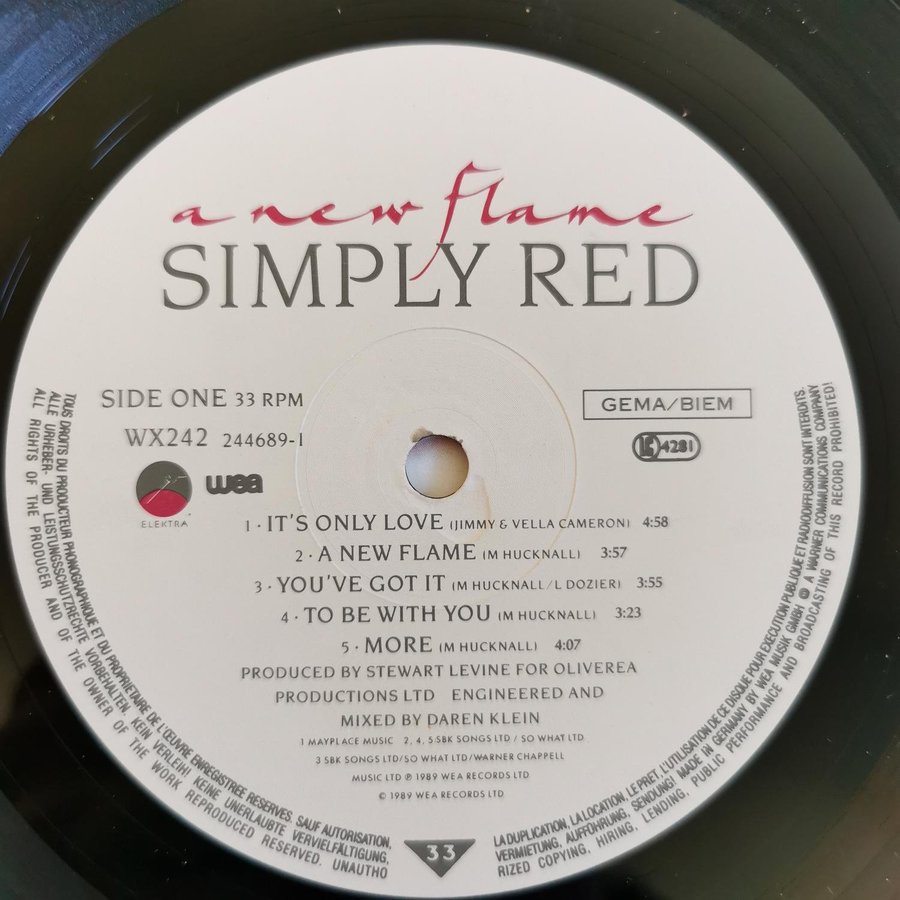 a new flame
SIMPLY RED
SIDE ONE 33 RPM
WX242 244689-1
GEMA/BIEM
LC 4281
ELEKTRA
wea
1 · IT'S ONLY LOVE (JIMMY & VELLA CAMERON) 4:58
2 · A NEW FLAME (M HUCKNALL) 3:57
3 · YOU'VE GOT IT (M HUCKNALL/L DOZIER) 3:55
4 · TO BE WITH YOU (M HUCKNALL) 3:23
5 · MORE (M HUCKNALL) 4:07
PRODUCED BY STEWART LEVINE FOR OLIVEREA
PRODUCTIONS LTD ENGINEERED AND
MIXED BY DAREN KLEIN
1 MAYPLACE MUSIC 2, 4, 5 SBK SONGS LTD / SO WHAT LTD
3 SBK SONGS LTD/SO WHAT LTD/WARNER CHAPPELL
MUSIC LTD ℗ 1989 WEA RECORDS LTD
© 1989 WEA RECORDS LTD
TOUS DROITS DU PRODUCTEUR PHONOGRAPHIQUE ET DU PROPRIETAIRE DE L'ŒUVRE ENREGISTREE RESERVES. SAUF AUTORISATION,
LA DUPLICATION, LA LOCATION, LE PRET, L'UTILISATION DE CE DISQUE POUR EXECUTION PUBLIQUE ET RADIODIFFUSION SONT INTERDITS.
ALLE URHEBER- UND LEISTUNGSSCHUTZRECHTE VORBEHALTEN. KEIN VERLEIH! KEINE UNERLAUBTE VERVIELFÄLTIGUNG,
VERMIETUNG, AUFFÜHRUNG, SENDUNG! MADE IN GERMANY BY WEA MUSIK GMBH A WARNER COMMUNICATIONS COMPANY
ALL RIGHTS OF THE PRODUCER AND OF THE OWNER OF THE WORK REPRODUCED RESERVED. UNAUTHO
RIZED COPYING, HIRING, LENDING, PUBLIC PERFORMANCE AND BROADCASTING OF THIS RECORD PROHIBITED!
33